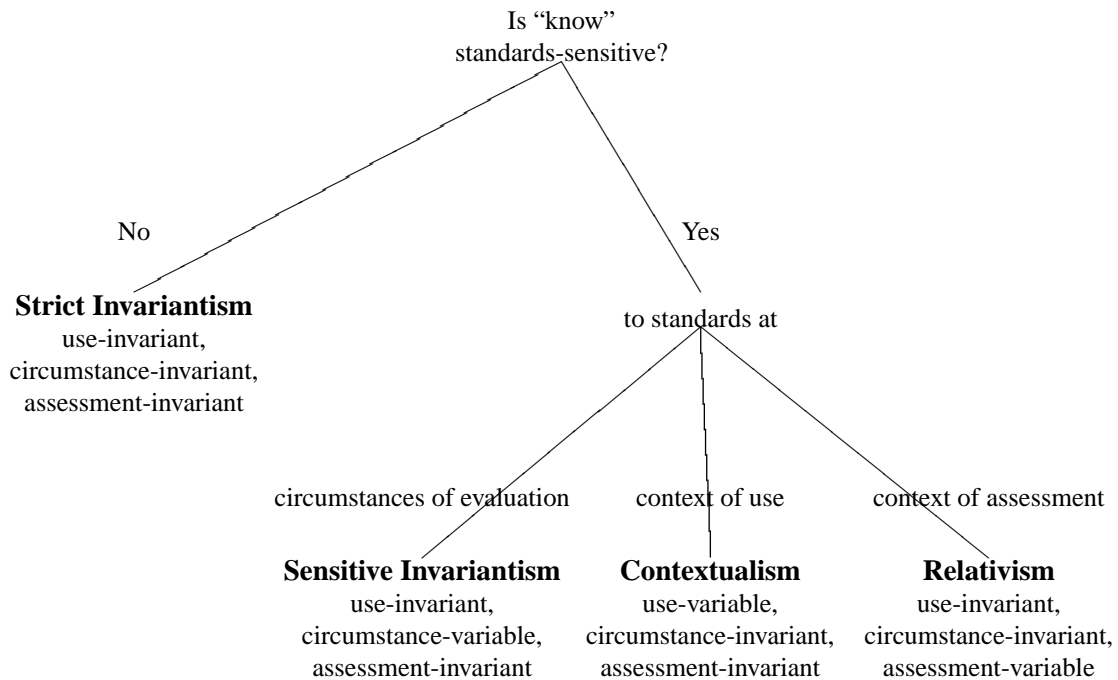 Is “know”
standards-sensitive?
No
Yes
Strict Invariantism
use-invariant,
circumstance-invariant,
assessment-invariant
to standards at
circumstances of evaluation
context of use
context of assessment
Sensitive Invariantism
use-invariant,
circumstance-variable,
assessment-invariant
Contextualism
use-variable,
circumstance-invariant,
assessment-invariant
Relativism
use-invariant,
circumstance-invariant,
assessment-variable